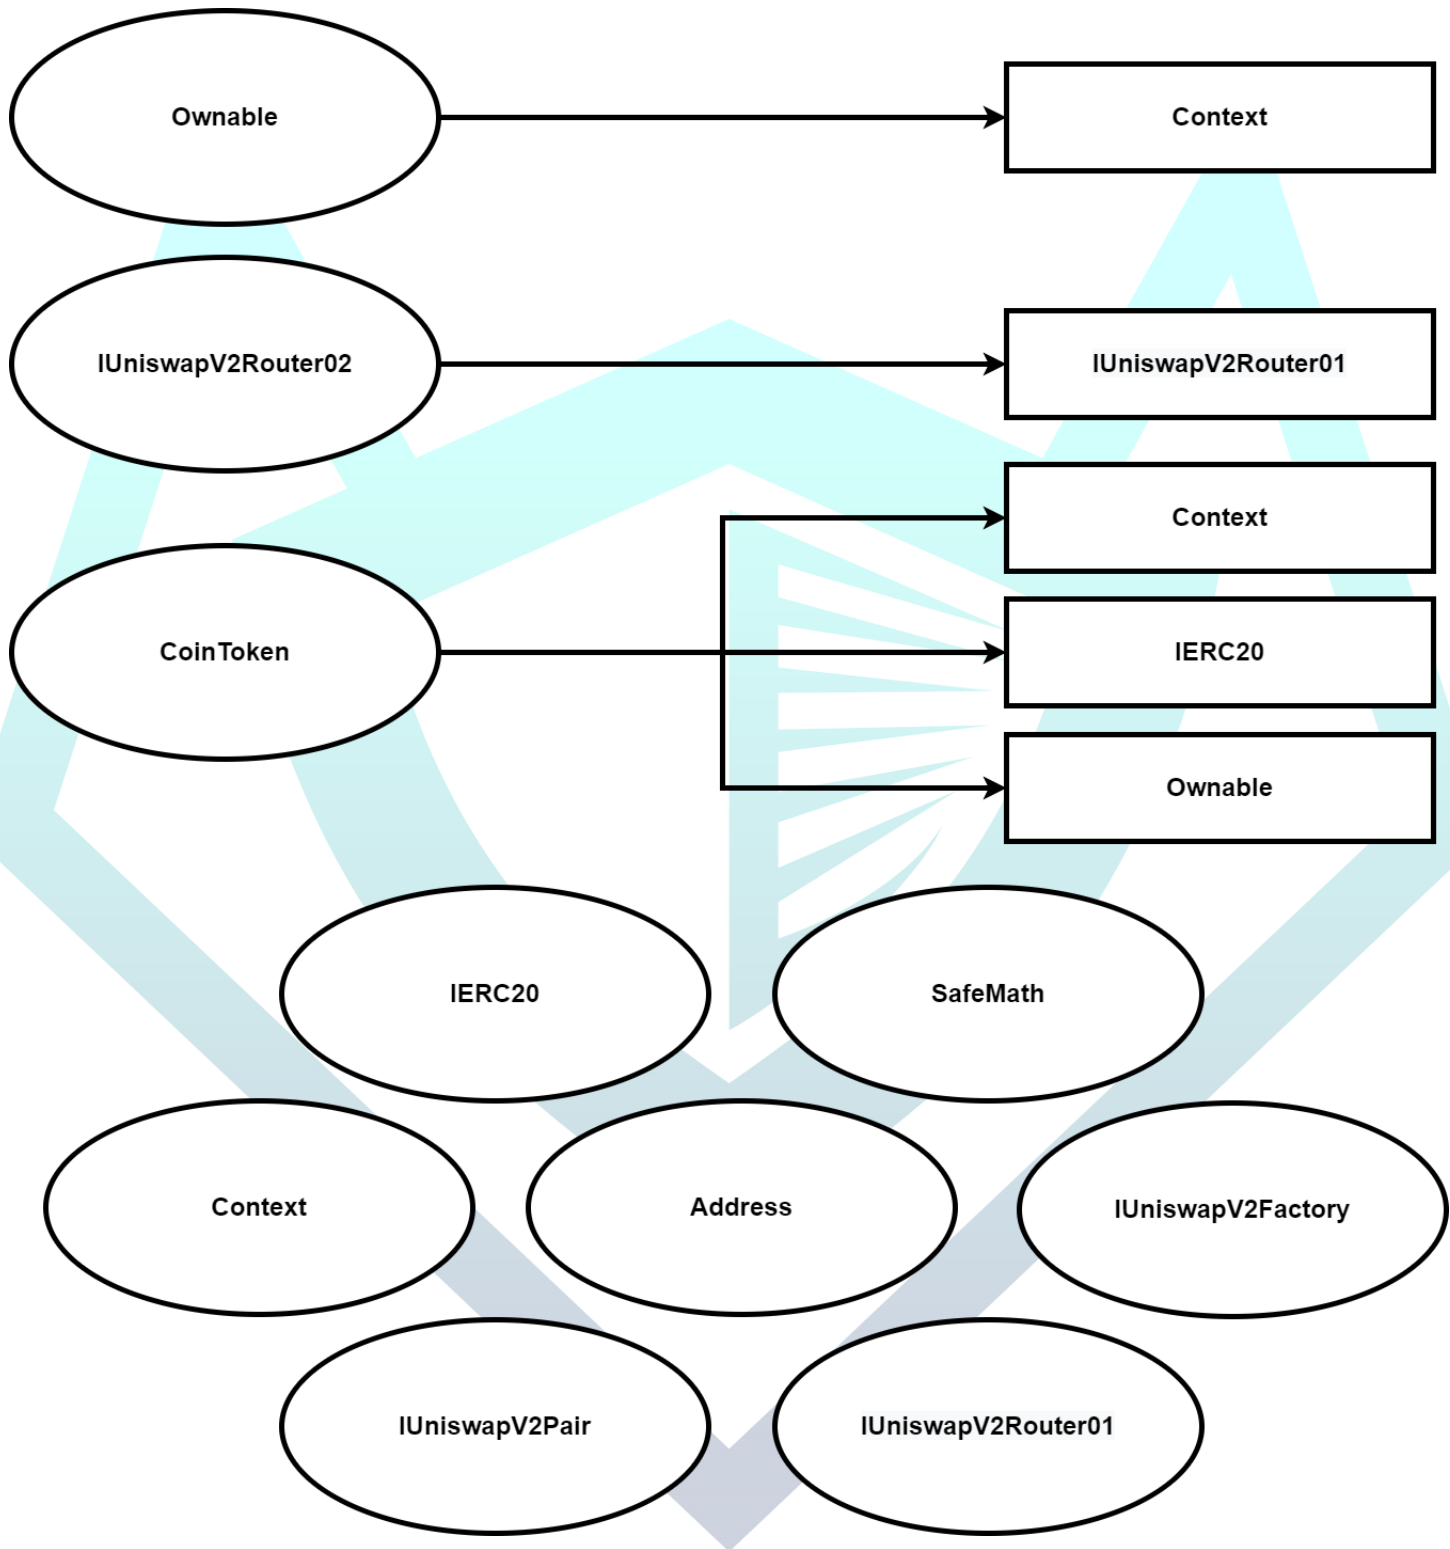 Ownable
Context
IUniswapV2Router02
IUniswapV2Router01
Context
CoinToken
IERC20
Ownable
IERC20
SafeMath
Context
Address
IUniswapV2Factory
IUniswapV2Pair
IUniswapV2Router01